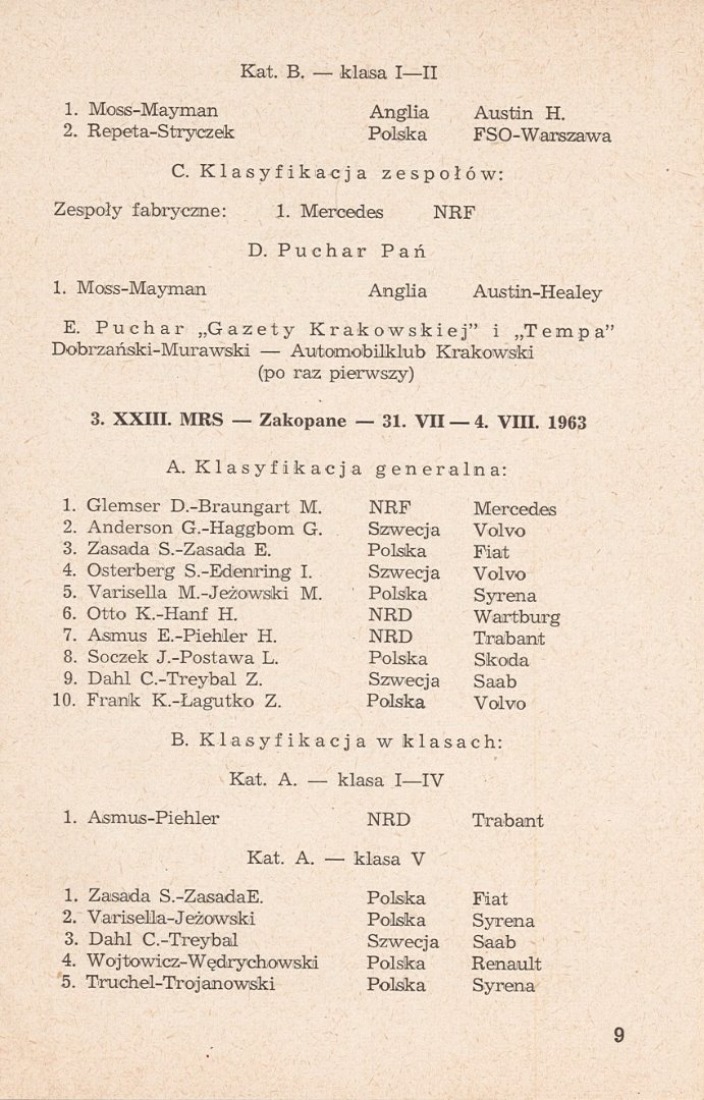 Kat. B. — klasa I—II
1. Moss-Mayman Anglia Austin H.
2. Repeta-Stryczek Polska FSO-Warszawa
C. Klasyfikacja zespołów:
Zespoły fabryczne: 1. Mercedes NRF
D. Puchar Pań
1. Moss-Mayman Anglia Austin-Healey
E. Puchar „Gazety Krakowskiej” i „Tempa”
Dobrzański-Murawski — Automobilklub Krakowski
(po raz pierwszy)
3. XXIII. MRS — Zakopane — 31. VII — 4. VIII. 1963
A. Klasyfikacja generalna:
1. Glemser D.-Braungart M. NRF Mercedes
2. Anderson G.-Haggbom G. Szwecja Volvo
3. Zasada S.-Zasada E. Polska Fiat
4. Osterberg S.-Edenring I. Szwecja Volvo
5. Varisella M.-Jeżowski M. Polska Syrena
6. Otto K.-Hanf H. NRD Wartburg
7. Asmus E.-Piehler H. NRD Trabant
8. Soczek J.-Postawa L. Polska Skoda
9. Dahl C.-Treybal Z. Szwecja Saab
10. Frank K.-Łagutko Z. Polska Volvo
B. Klasyfikacja w klasach:
Kat. A. — klasa I—IV
1. Asmus-Piehler NRD Trabant
Kat. A. — klasa V
1. Zasada S.-ZasadaE. Polska Fiat
2. Varisella-Jeżowski Polska Syrena
3. Dahl C.-Treybal Szwecja Saab
4. Wojtowicz-Wędrychowski Polska Renault
5. Truchel-Trojanowski Polska Syrena
9